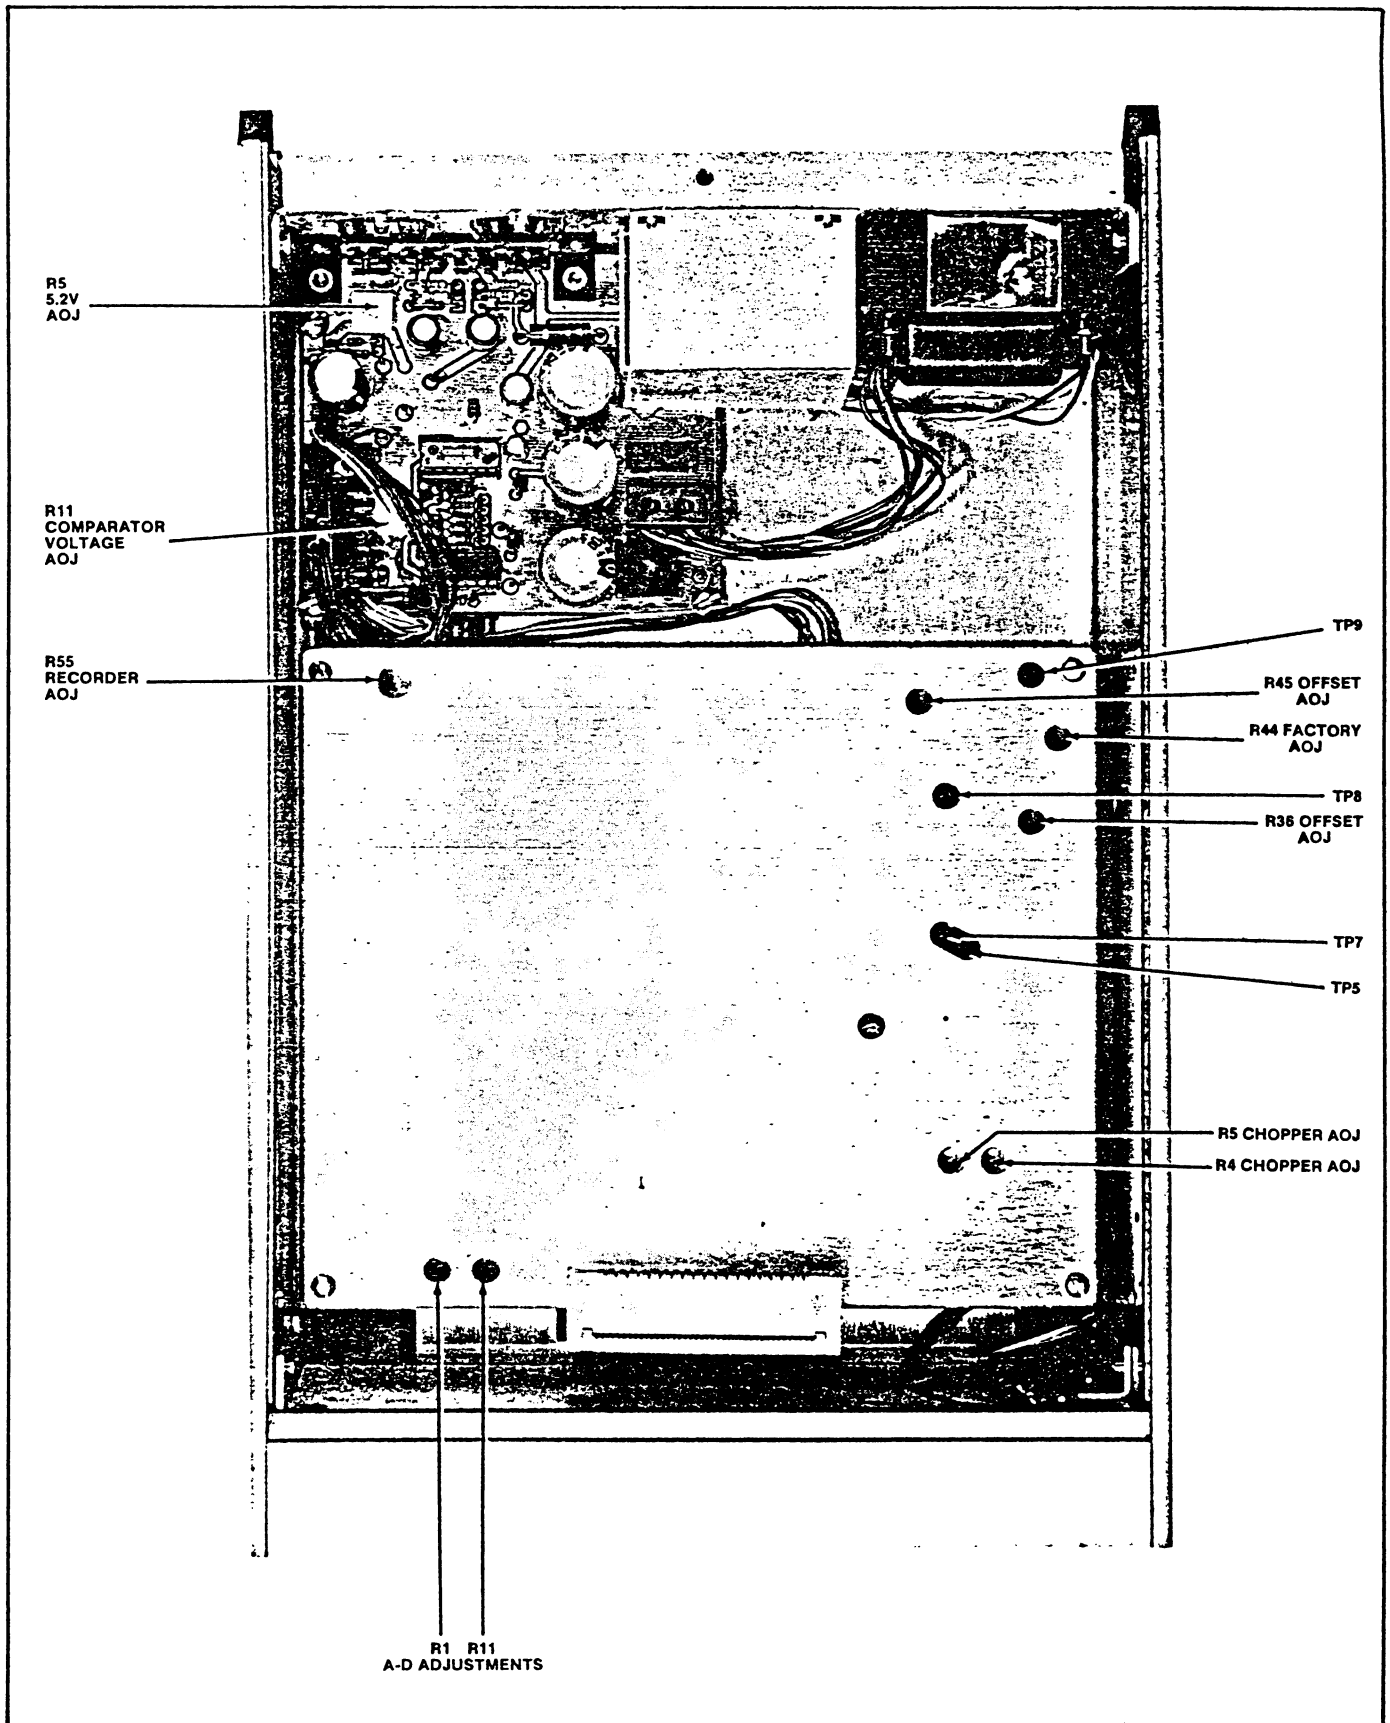 R5
5.2V
AOJ
R11
COMPARATOR
VOLTAGE
AOJ
R55
RECORDER
AOJ
TP9
R45 OFFSET
AOJ
R44 FACTORY
AOJ
TP8
R36 OFFSET
AOJ
TP7
TP5
R5 CHOPPER AOJ
R4 CHOPPER AOJ
R1 R11
A-D ADJUSTMENTS